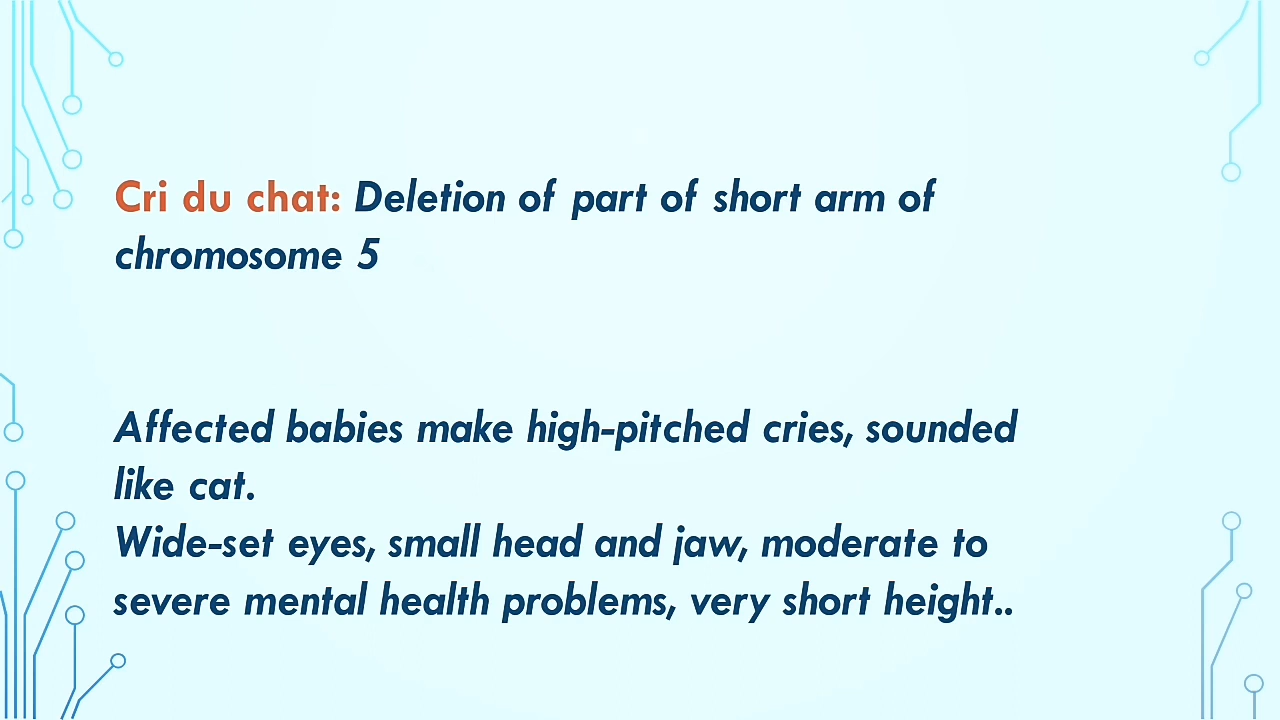 Cri du chat: Deletion of part of short arm of
chromosome 5
Affected babies make high-pitched cries, sounded
like cat.
Wide-set eyes, small head and jaw, moderate to
severe mental health problems, very short height..